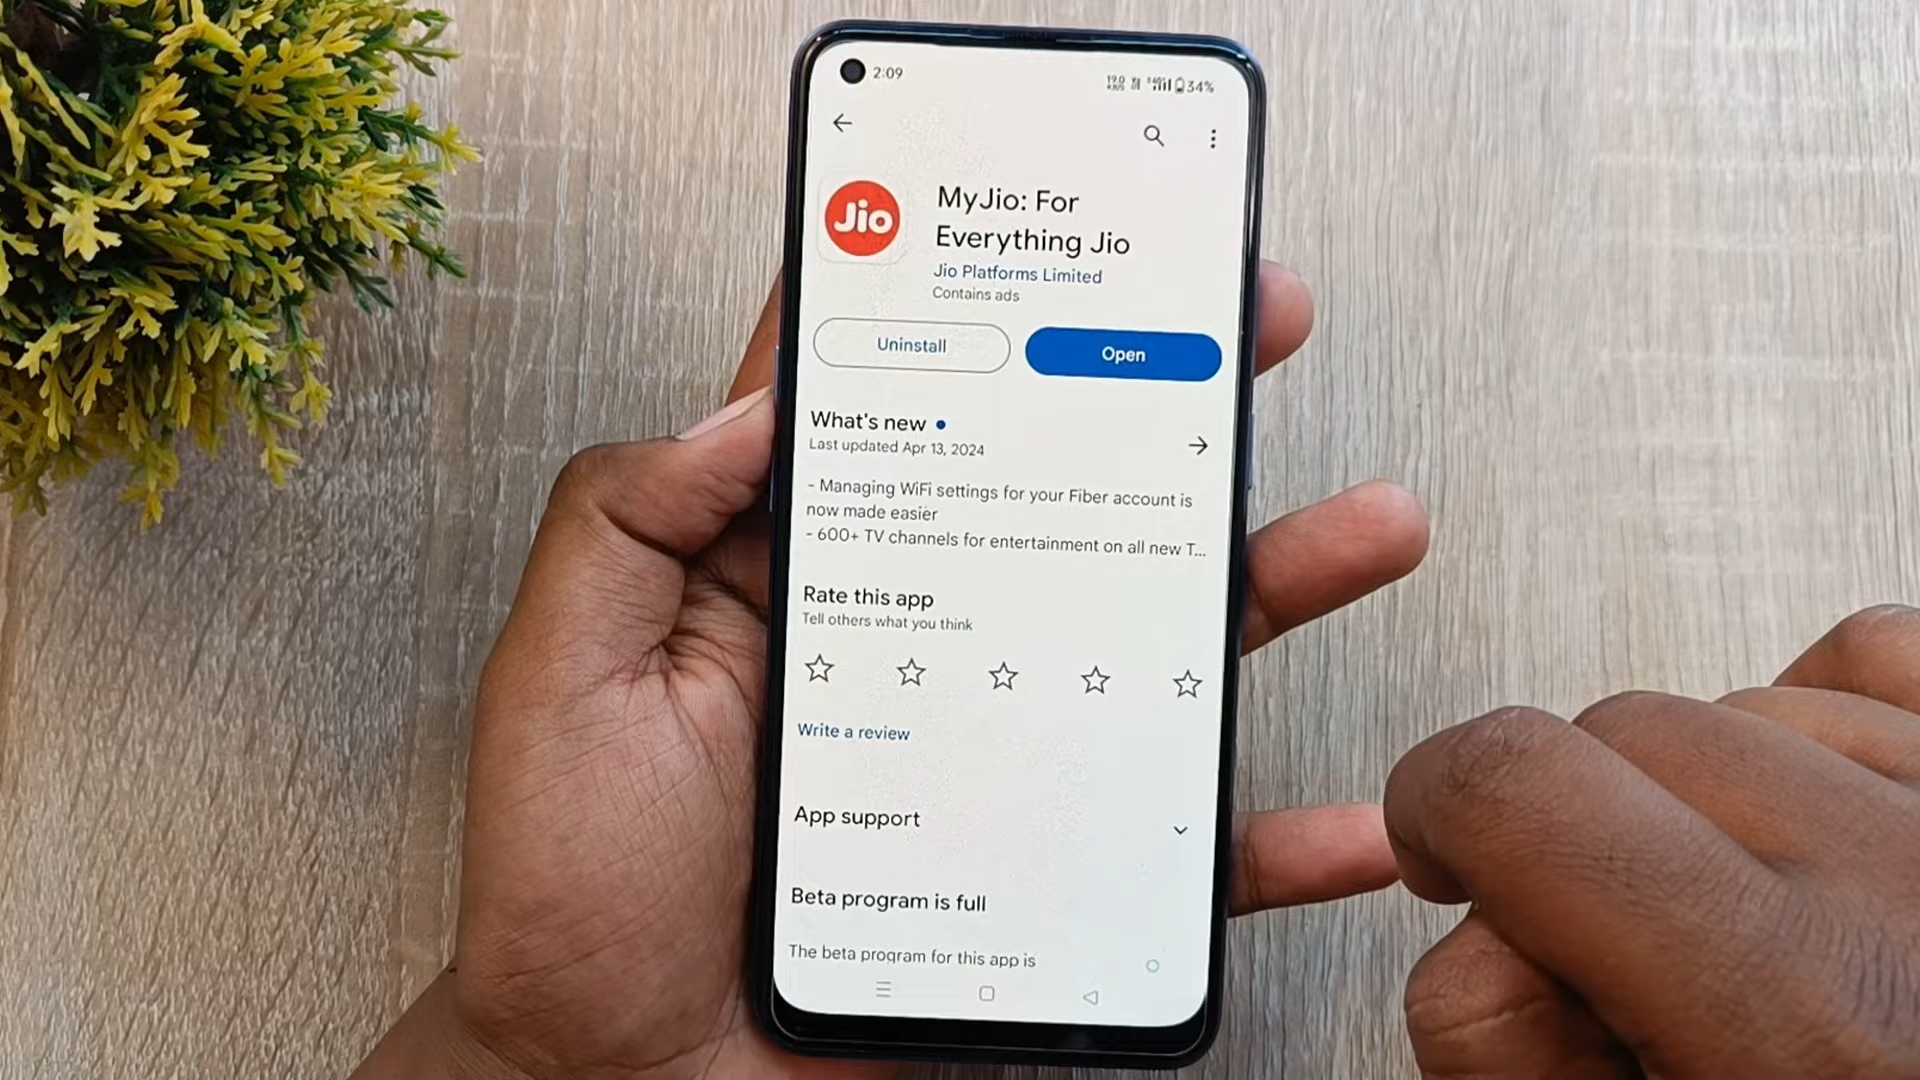 2:09
34%
Jio
MyJio: For
Everything Jio
Jio Platforms Limited
Contains ads
Uninstall
Open
What's new
Last updated Apr 13, 2024
- Managing WiFi settings for your Fiber account is
now made easier
- 600+ TV channels for entertainment on all new T...
Rate this app
Tell others what you think
Write a review
App support
Beta program is full
The beta program for this app is